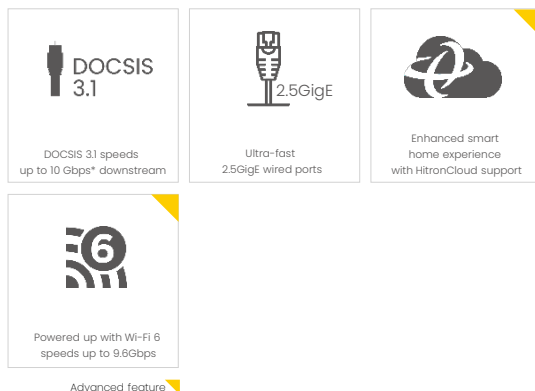 DOCSIS
3.1
DOCSIS 3.1 speeds
up to 10 Gbps* downstream
2.5GigE
Ultra-fast
2.5GigE wired ports
Enhanced smart
home experience
with HitronCloud support
6
Powered up with Wi-Fi 6
speeds up to 9.6Gbps
Advanced feature